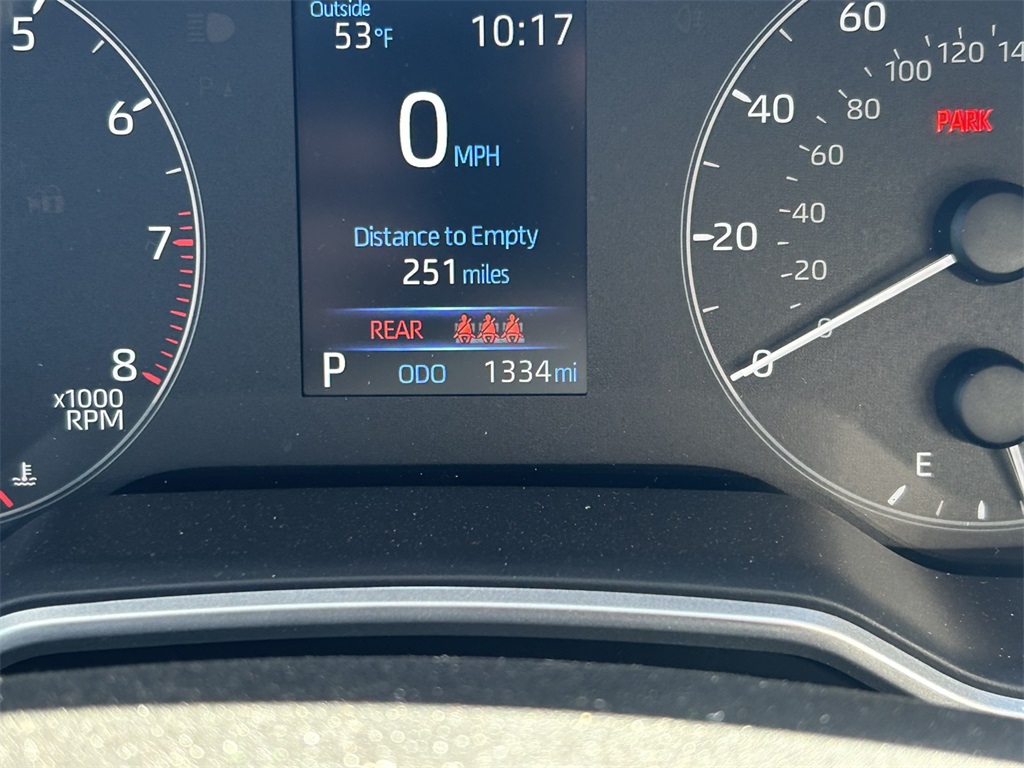 Outside
53°F
10:17
0 MPH
Distance to Empty
251 miles
REAR
P
ODO
1334 mi
5
6
7
8
x1000
RPM
60
40
20
0
100
120
80
60
40
20
0
PARK
E